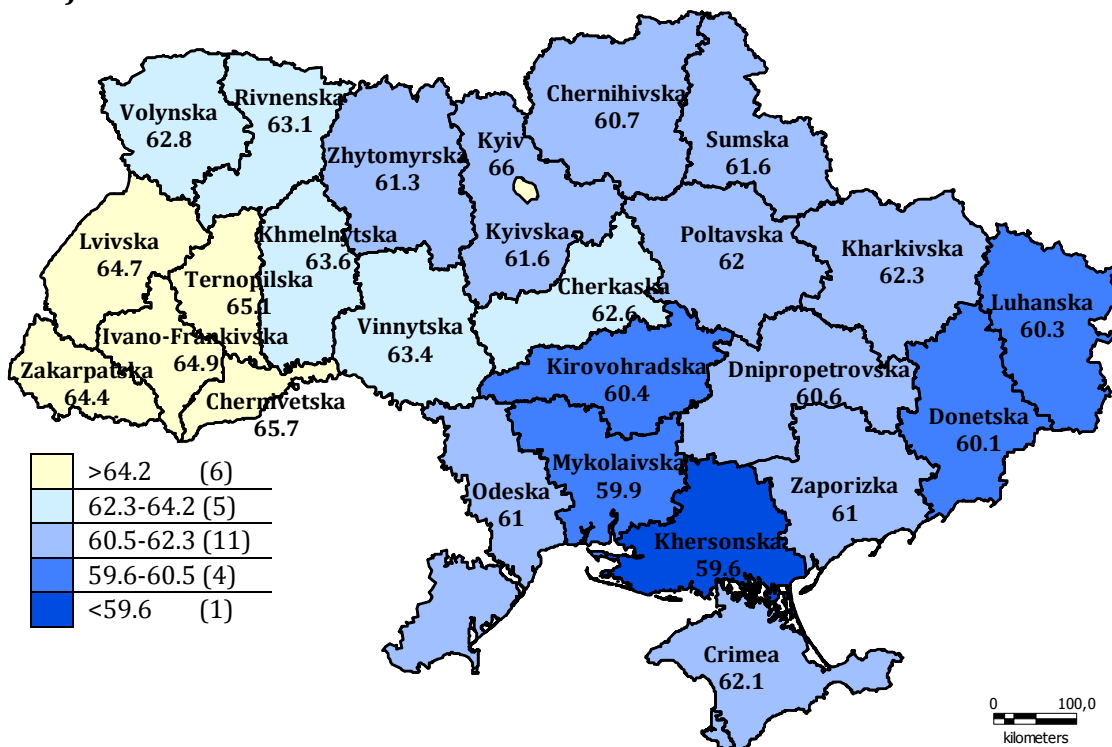 Chernihivska
60.7
Rivnenska
63.1
Volynska
62.8
Kyiv
66
Sumska
61.6
Zhytomyrska
61.3
Lvivska
64.7
Khmelnytska
63.6
Kyivska
61.6
Poltavska
62
Kharkivska
62.3
Ternopilska
65.1
Cherkaska
62.6
Luhanska
60.3
Vinnytska
63.4
Ivano-Frankivska
64.9
Zakarpatska
64.4
Kirovohradska
60.4
Dnipropetrovska
60.6
Chernivetska
65.7
Donetska
60.1
Mykolaivska
59.9
Odeska
61
Zaporizka
61
Khersonska
59.6
Crimea
62.1
>64.2 (6)
62.3-64.2 (5)
60.5-62.3 (11)
59.6-60.5 (4)
<59.6 (1)
0 100,0
kilometers